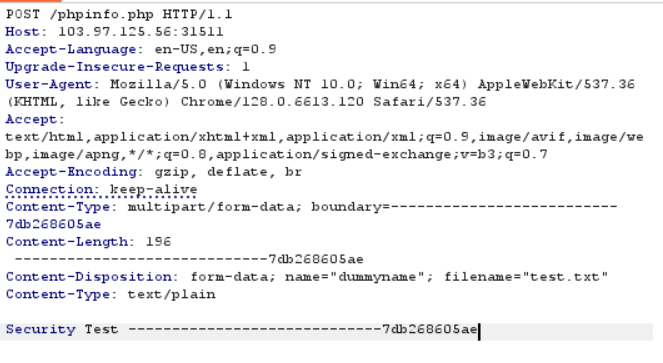 POST /phpinfo.php HTTP/1.1
Host: 103.97.125.56:31511
Accept-Language: en-US,en;q=0.9
Upgrade-Insecure-Requests: 1
User-Agent: Mozilla/5.0 (Windows NT 10.0; Win64; x64) AppleWebKit/537.36
(KHTML, like Gecko) Chrome/128.0.6613.120 Safari/537.36
Accept:
text/html,application/xhtml+xml,application/xml;q=0.9,image/avif,image/we
bp,image/apng,*/*;q=0.8,application/signed-exchange;v=b3;q=0.7
Accept-Encoding: gzip, deflate, br
Connection: keep-alive
Content-Type: multipart/form-data; boundary=--------------------------
7db268605ae
Content-Length: 196
-----------------------------7db268605ae
Content-Disposition: form-data; name="dummyname"; filename="test.txt"
Content-Type: text/plain
Security Test -----------------------------7db268605ae